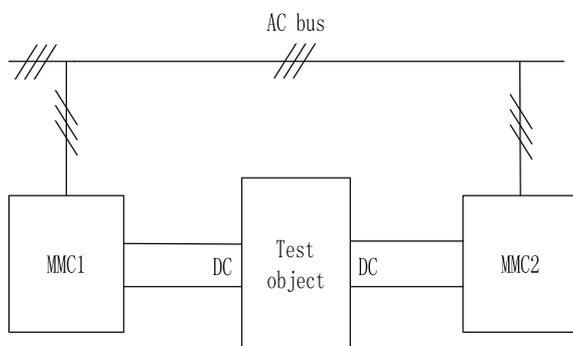 AC bus
MMC1
DC
Test
object
DC
MMC2